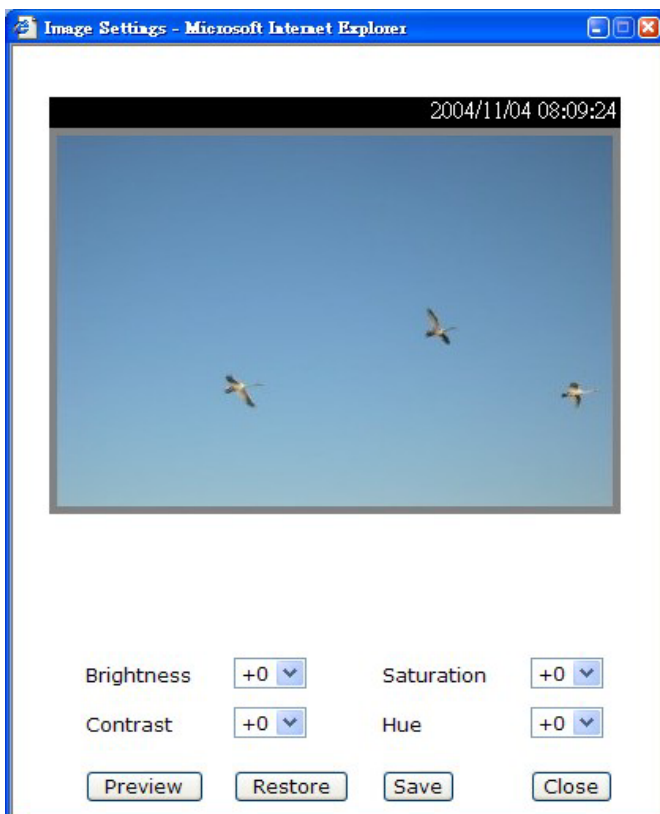 Image Settings - Microsoft Internet Explorer
2004/11/04 08:09:24
Brightness +0 Saturation +0
Contrast +0 Hue +0
Preview Restore Save Close